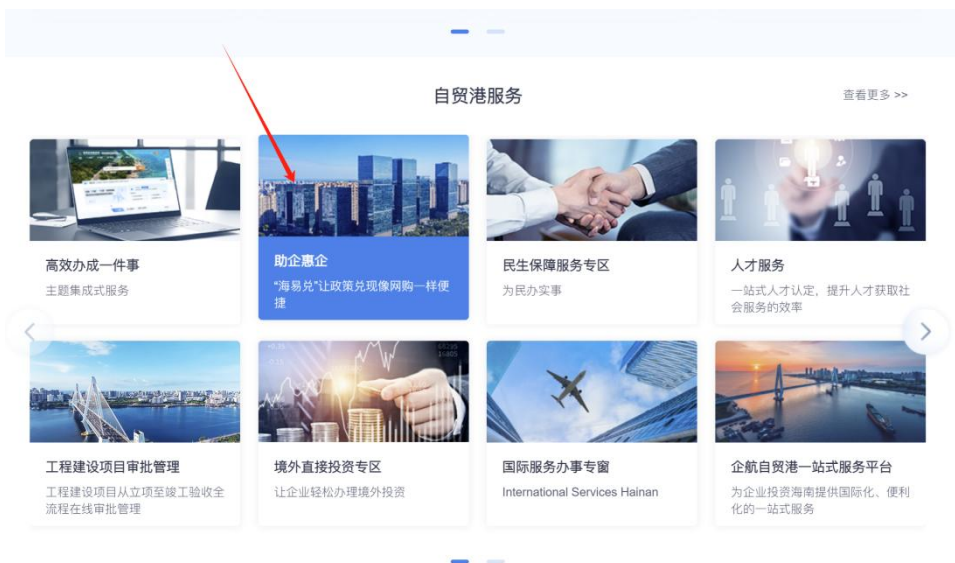 自贸港服务
查看更多 >>
高效办成一件事
主题集成式服务
助企惠企
“海易兑”让政策兑现像网购一样便
捷
民生保障服务专区
为民办实事
人才服务
一站式人才认定，提升人才获取社
会服务的效率
工程建设项目审批管理
工程建设项目从立项至竣工验收全
流程在线审批管理
境外直接投资专区
让企业轻松办理境外投资
国际服务办事专窗
International Services Hainan
企航自贸港一站式服务平台
为企业投资海南提供国际化、便利
化的一站式服务